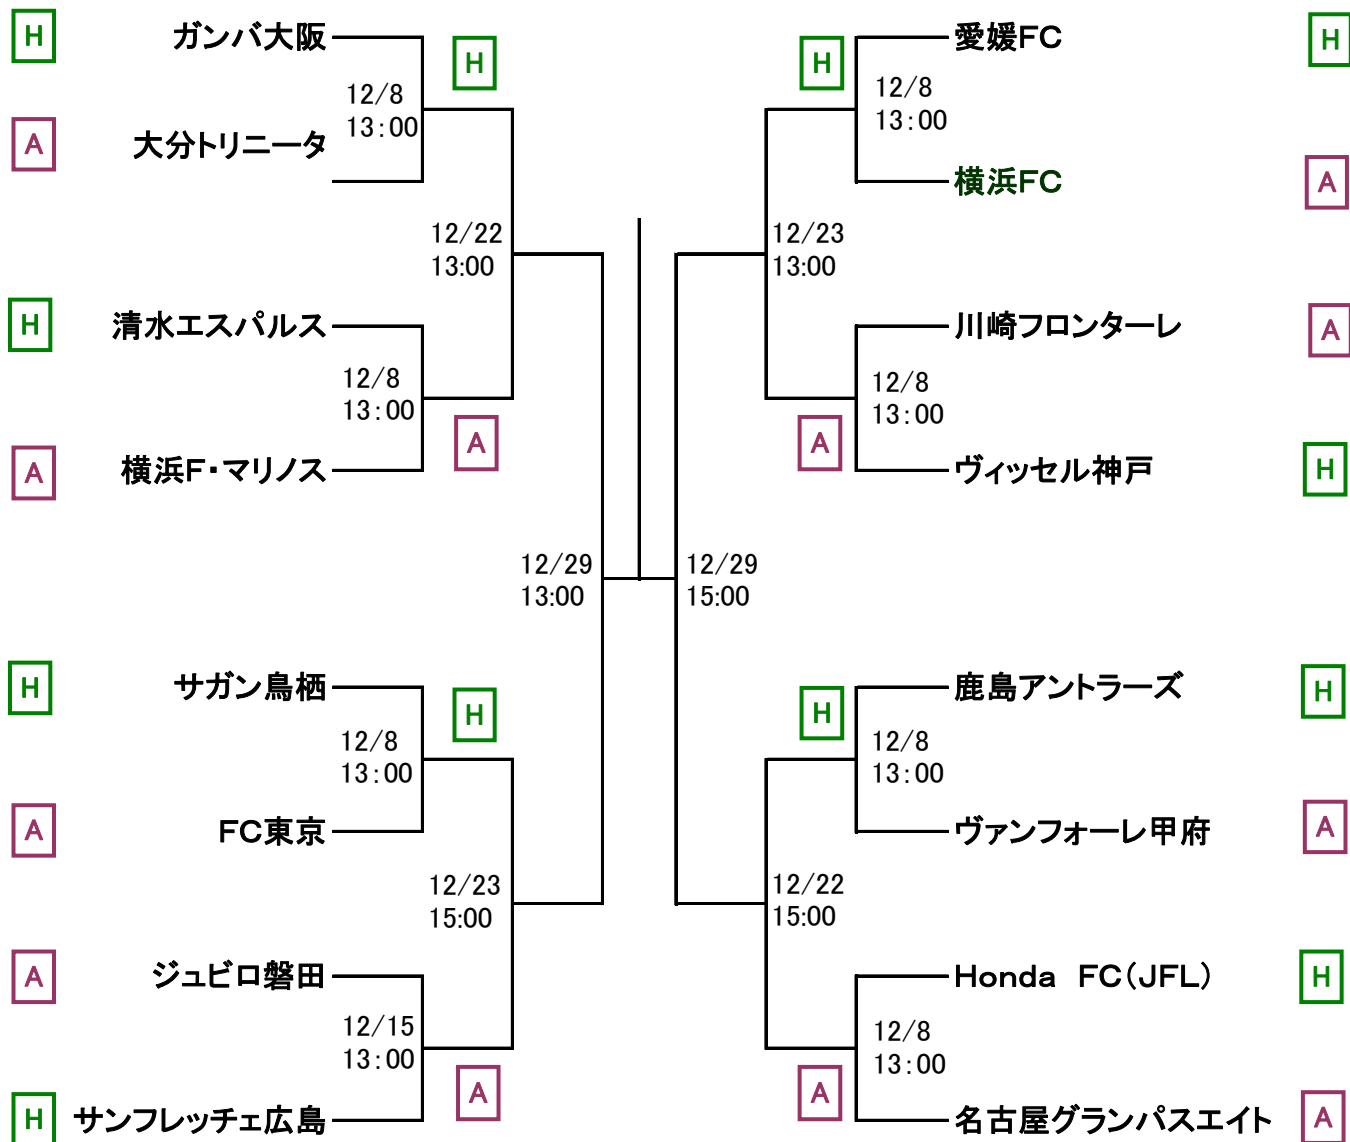 H
ガンバ大阪
12/8
13:00
H
A
大分トリニータ
12/22
13:00
H
清水エスパルス
12/8
13:00
A
A
横浜F・マリノス
12/29
13:00
H
サガン鳥栖
12/8
13:00
H
A
FC東京
12/23
15:00
A
ジュビロ磐田
12/15
13:00
A
H
サンフレッチェ広島
H
愛媛FC
H
12/8
13:00
横浜FC
A
12/23
13:00
川崎フロンターレ
A
12/8
13:00
A
ヴィッセル神戸
H
12/29
15:00
H
鹿島アントラーズ
H
12/8
13:00
ヴァンフォーレ甲府
A
12/22
15:00
Honda　FC(JFL)
H
12/8
13:00
A
名古屋グランパスエイト
A